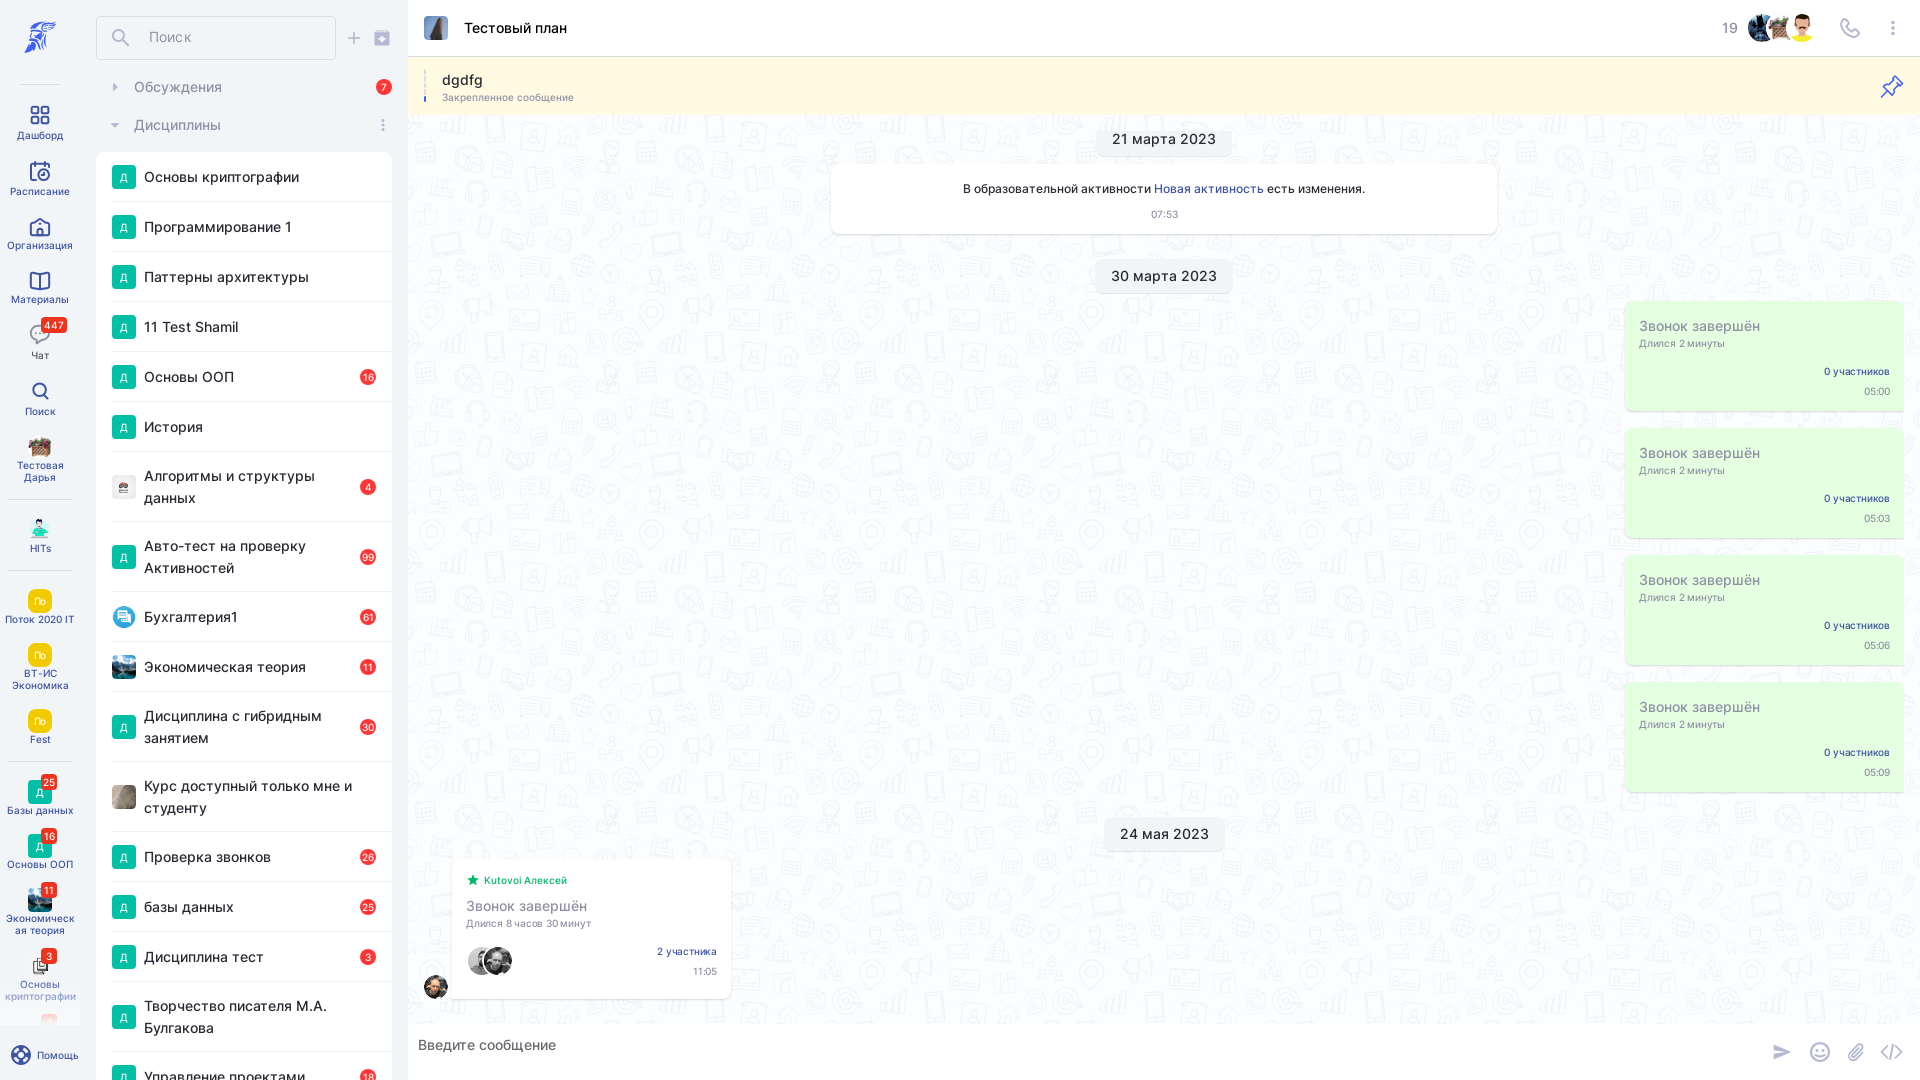 Дашборд
Расписание
Организация
Материалы
447
Чат
Поиск
Тестовая
Дарья
HITs
По
Поток 2020 IT
По
ВТ-ИС
Экономика
По
Fest
25
Д
Базы данных
16
Д
Основы ООП
11
Экономическ
ая теория
3
Основы
криптографии
Помощь
Поиск
Обсуждения
7
Дисциплины
Д Основы криптографии
Д Программирование 1
Д Паттерны архитектуры
Д 11 Test Shamil
Д Основы ООП 16
Д История
Алгоритмы и структуры
данных
4
Д
Авто-тест на проверку
Активностей
99
Бухгалтерия1 61
Экономическая теория 11
Д
Дисциплина с гибридным
занятием
30
Курс доступный только мне и
студенту
Д Проверка звонков 26
Д базы данных 25
Д Дисциплина тест 3
Д
Творчество писателя М.А.
Булгакова
Д Управление проектами 18
Тестовый план
19
dgdfg
Закрепленное сообщение
21 марта 2023
В образовательной активности Новая активность есть изменения.
07:53
30 марта 2023
Звонок завершён
Длился 2 минуты
0 участников
05:00
Звонок завершён
Длился 2 минуты
0 участников
05:03
Звонок завершён
Длился 2 минуты
0 участников
05:06
Звонок завершён
Длился 2 минуты
0 участников
05:09
24 мая 2023
Kutovoi Алексей
Звонок завершён
Длился 8 часов 30 минут
2 участника
11:05
Введите сообщение